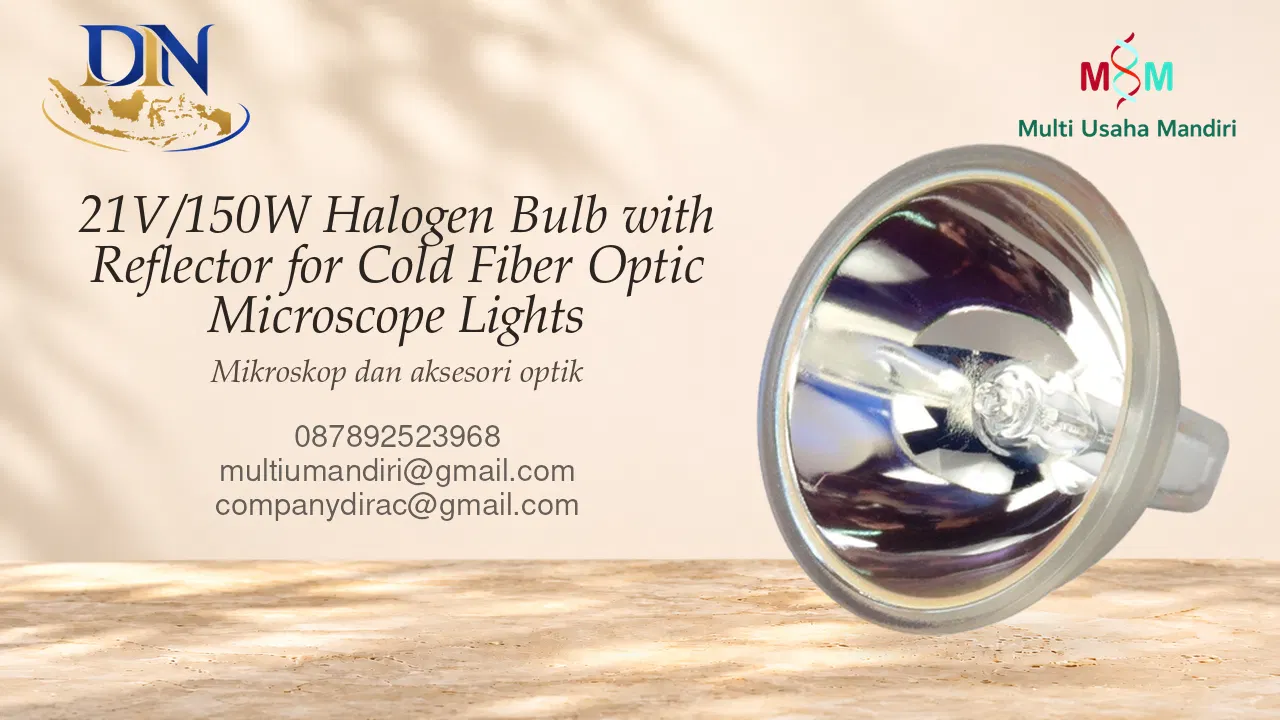 DIN
M M
Multi Usaha Mandiri
21V/150W Halogen Bulb with
Reflector for Cold Fiber Optic
Microscope Lights
Mikroskop dan aksesori optik
087892523968
multiumandiri@gmail.com
companydirac@gmail.com